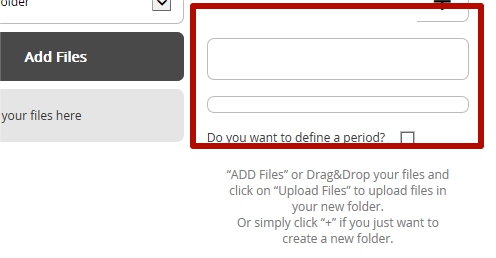 older
Add Files
your files here
Do you want to define a period?
“ADD Files” or Drag&Drop your files and
click on “Upload Files” to upload files in
your new folder.
Or simply click “+” if you just want to
create a new folder.